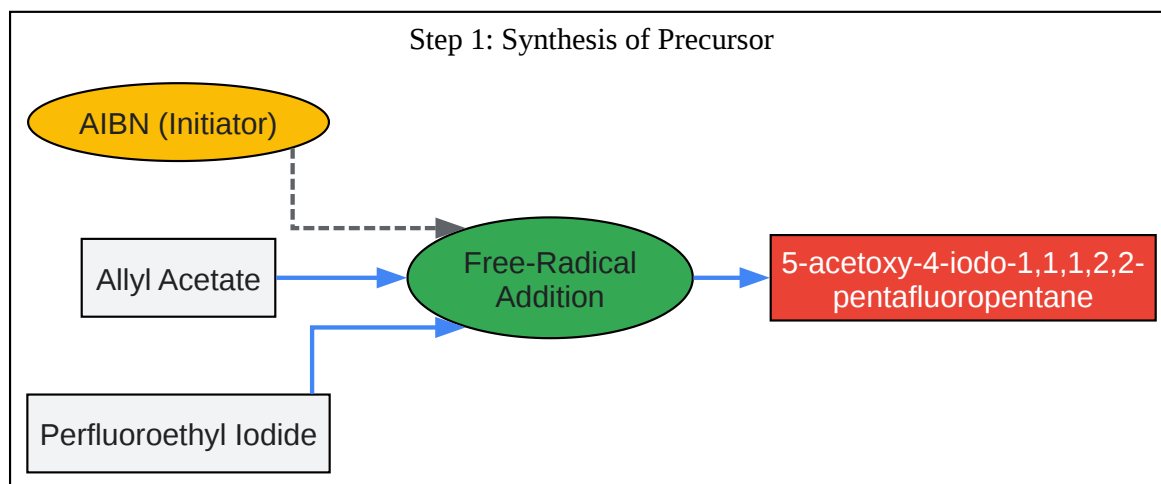 Step 1: Synthesis of Precursor
AIBN (Initiator)
Allyl Acetate
Free-Radical
Addition
5-acetoxy-4-iodo-1,1,1,2,2-
pentafluoropentane
Perfluoroethyl Iodide